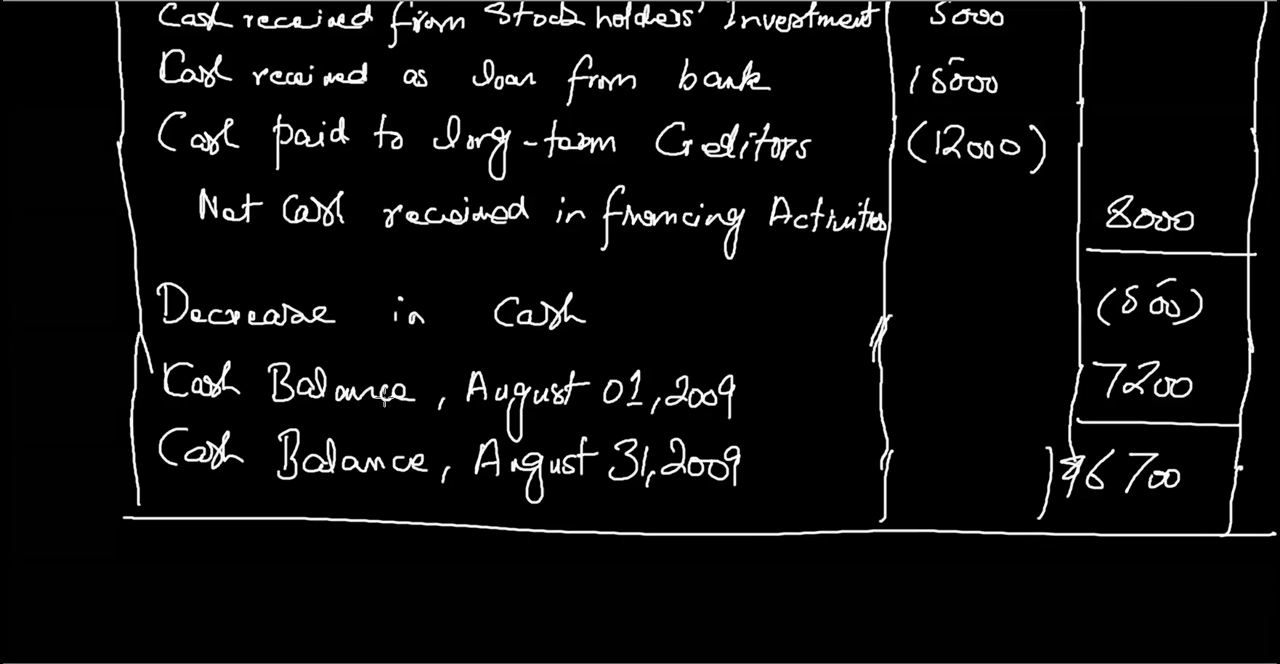 Cash received from Stockholders' Investment 5000
Cash received as loan from bank 15000
Cash paid to long-term Creditors (12000)
Net Cash received in financing Activities 8000
Decrease in Cash (500)
Cash Balance, August 01, 2009 7200
Cash Balance, August 31, 2009 6700